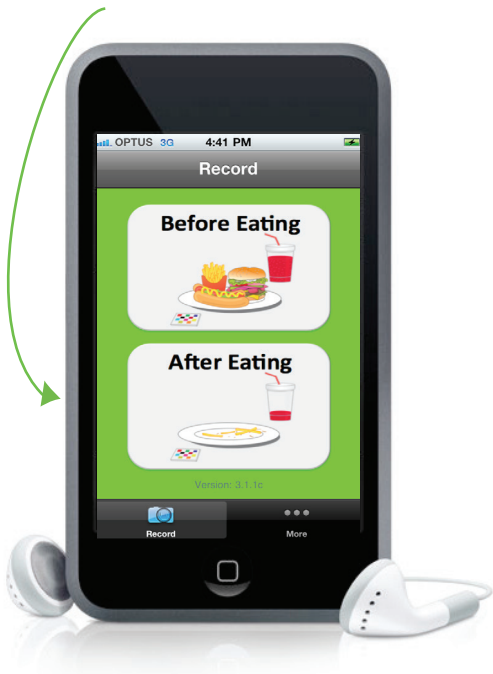 OPTUS 3G 4:41 PM
Record
Before Eating
After Eating
Version: 3.1.1c
Record More